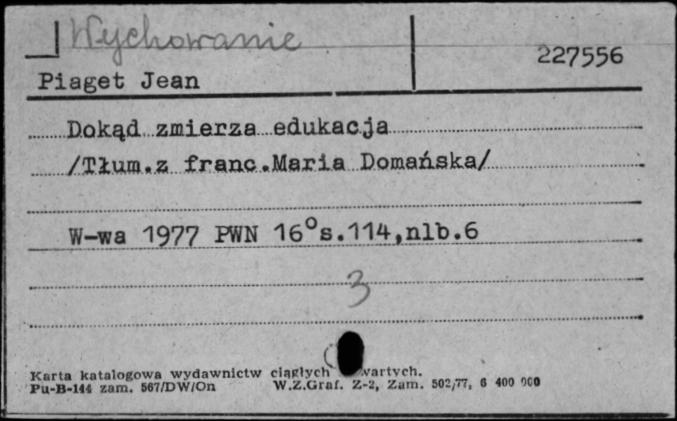 Wychowanie
227556
Piaget Jean
Dokąd zmierza edukacja
/Tłum.z franc.Maria Domańska/
W-wa 1977 PWN 16°s.114,nlb.6
3
Karta katalogowa wydawnictw ciągłych wartych.
Pu-B-144 zam. 567/DW/On W.Z.Graf. Z-2, Zam. 502/77, 6 400 000